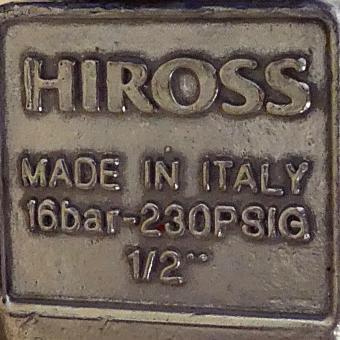 HIROSS
MADE IN ITALY
16bar-230PSIG
1/2"